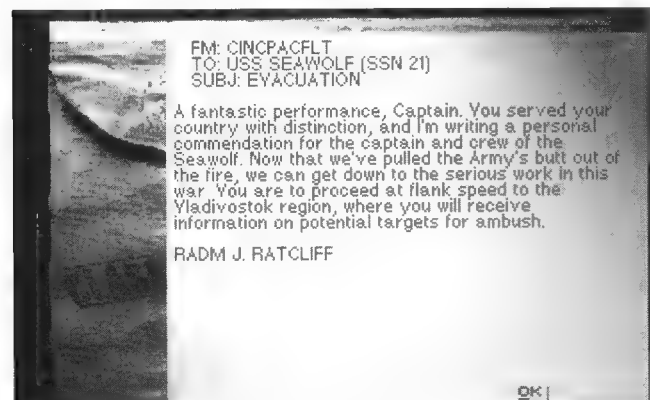 FM: CINCPACFLT
TO: USS SEAWOLF (SSN 21)
SUBJ: EVACUATION
A fantastic performance, Captain. You served your
country with distinction, and I'm writing a personal
commendation for the captain and crew of the
Seawolf. Now that we've pulled the Army's butt out of
the fire, we can get down to the serious work in this
war. You are to proceed at flank speed to the
Vladivostok region, where you will receive
information on potential targets for ambush.
RADM J. RATCLIFF
OK